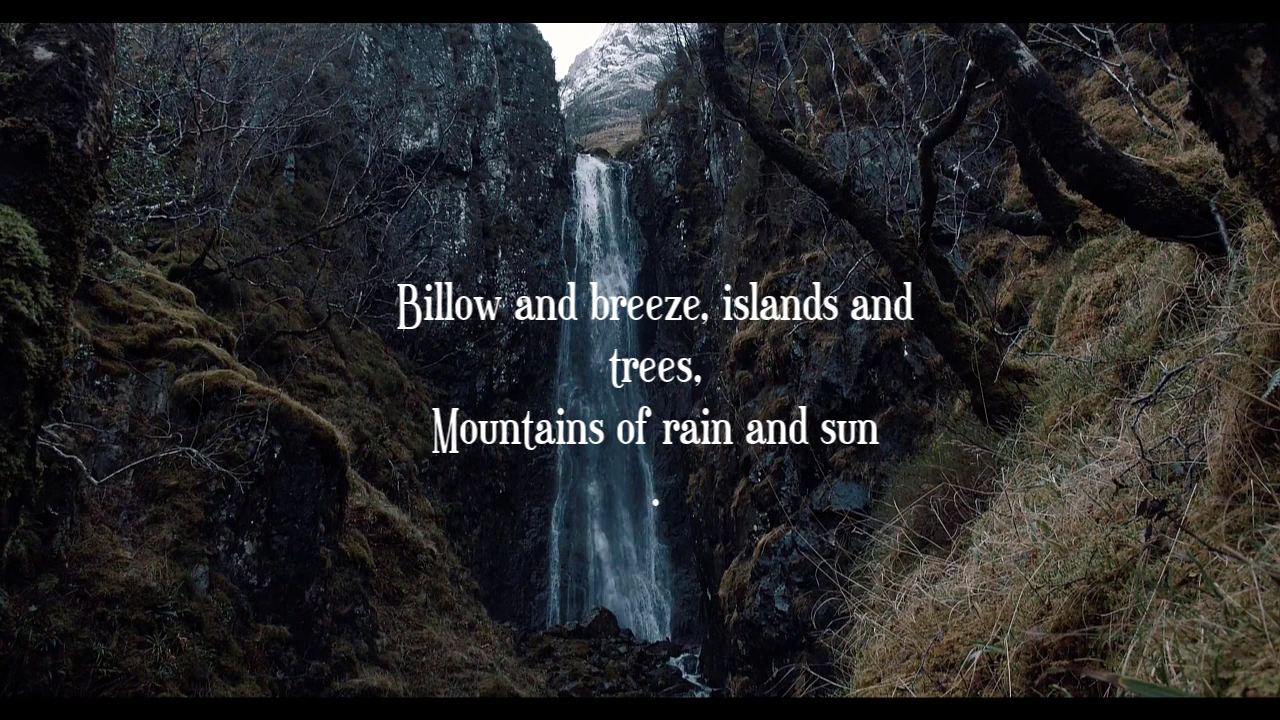 Billow and breeze, islands and
trees,
Mountains of rain and sun
.